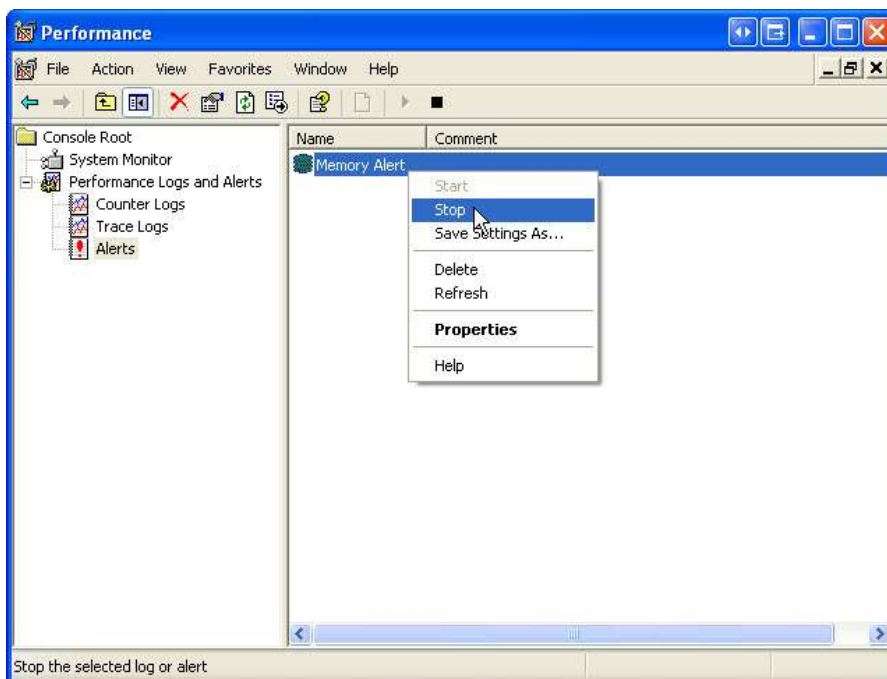 Performance
File Action View Favorites Window Help
Console Root
System Monitor
Performance Logs and Alerts
Counter Logs
Trace Logs
Alerts
Name Comment
Memory Alert
Start
Stop
Save Settings As...
Delete
Refresh
Properties
Help
Stop the selected log or alert